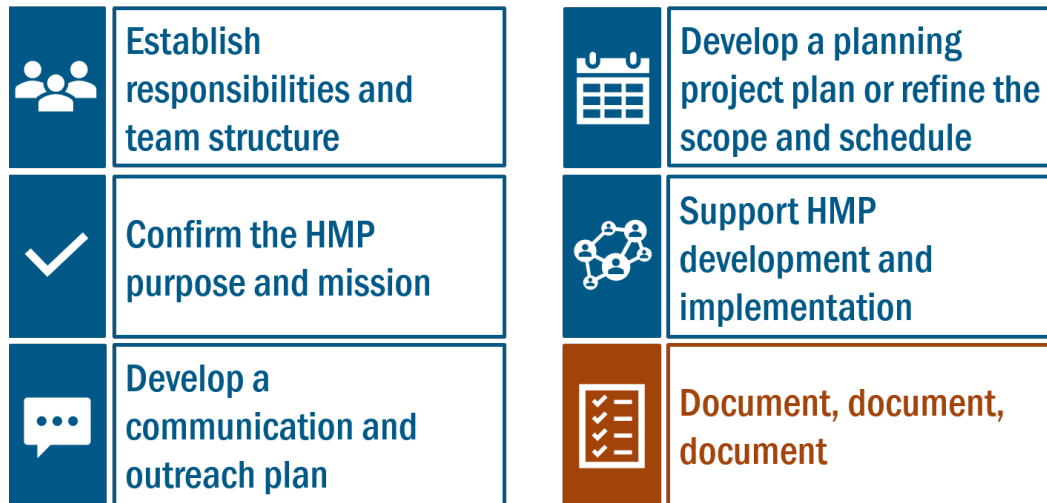 Establish
responsibilities and
team structure
Confirm the HMP
purpose and mission
Develop a
communication and
outreach plan
Develop a planning
project plan or refine the
scope and schedule
Support HMP
development and
implementation
Document, document,
document